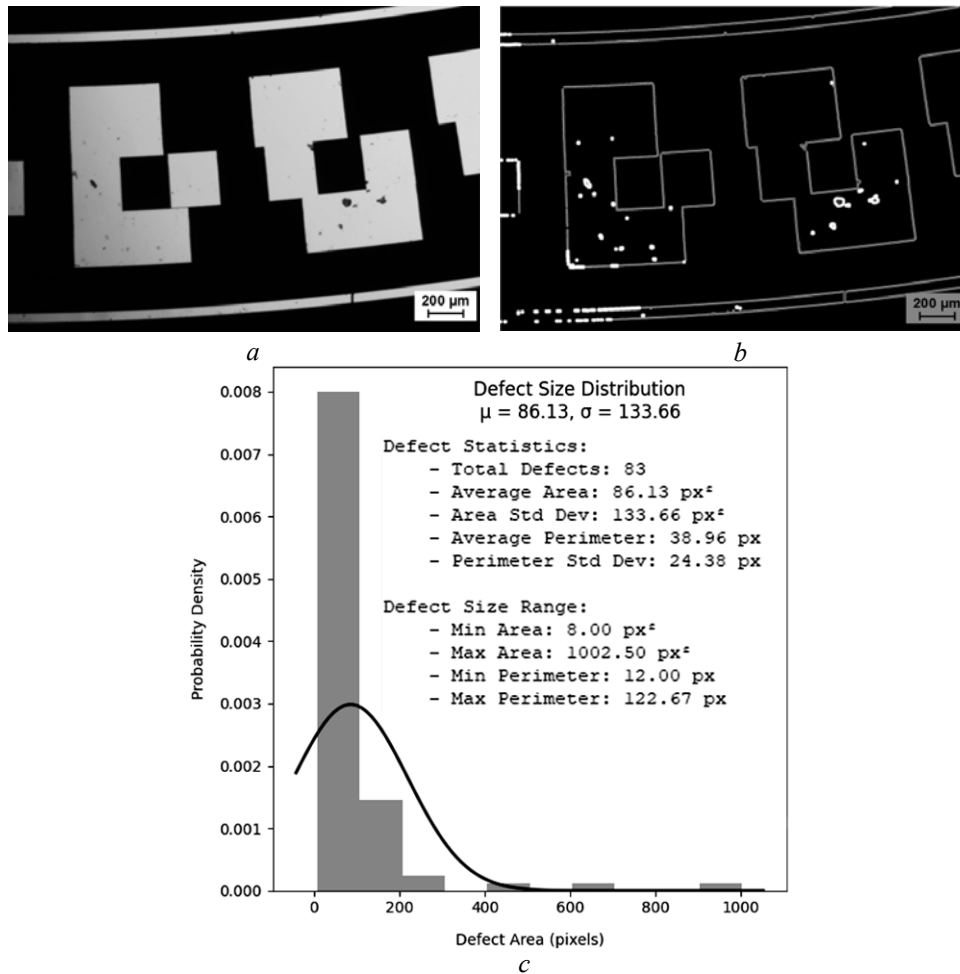 200 µm
200 µm
a
b
Defect Size Distribution
µ = 86.13, σ = 133.66
Defect Statistics:
- Total Defects: 83
- Average Area: 86.13 px²
- Area Std Dev: 133.66 px²
- Average Perimeter: 38.96 px
- Perimeter Std Dev: 24.38 px
Defect Size Range:
- Min Area: 8.00 px²
- Max Area: 1002.50 px²
- Min Perimeter: 12.00 px
- Max Perimeter: 122.67 px
Probability Density
0.008
0.007
0.006
0.005
0.004
0.003
0.002
0.001
0.000
0 200 400 600 800 1000
Defect Area (pixels)
c